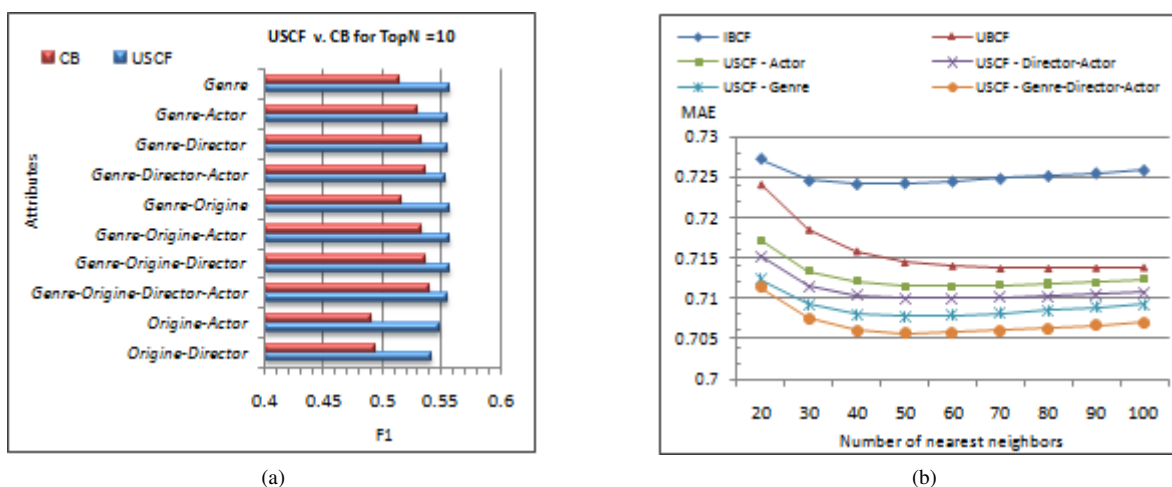 USCF v. CB for TopN =10
CB USCF
Attributes
Genre
Genre-Actor
Genre-Director
Genre-Director-Actor
Genre-Origine
Genre-Origine-Actor
Genre-Origine-Director
Genre-Origine-Director-Actor
Origine-Actor
Origine-Director
0.4 0.45 0.5 0.55 0.6
F1
(a)
IBCF UBCF
USCF - Actor USCF - Director-Actor
USCF - Genre USCF - Genre-Director-Actor
MAE
0.73
0.725
0.72
0.715
0.71
0.705
0.7
20 30 40 50 60 70 80 90 100
Number of nearest neighbors
(b)